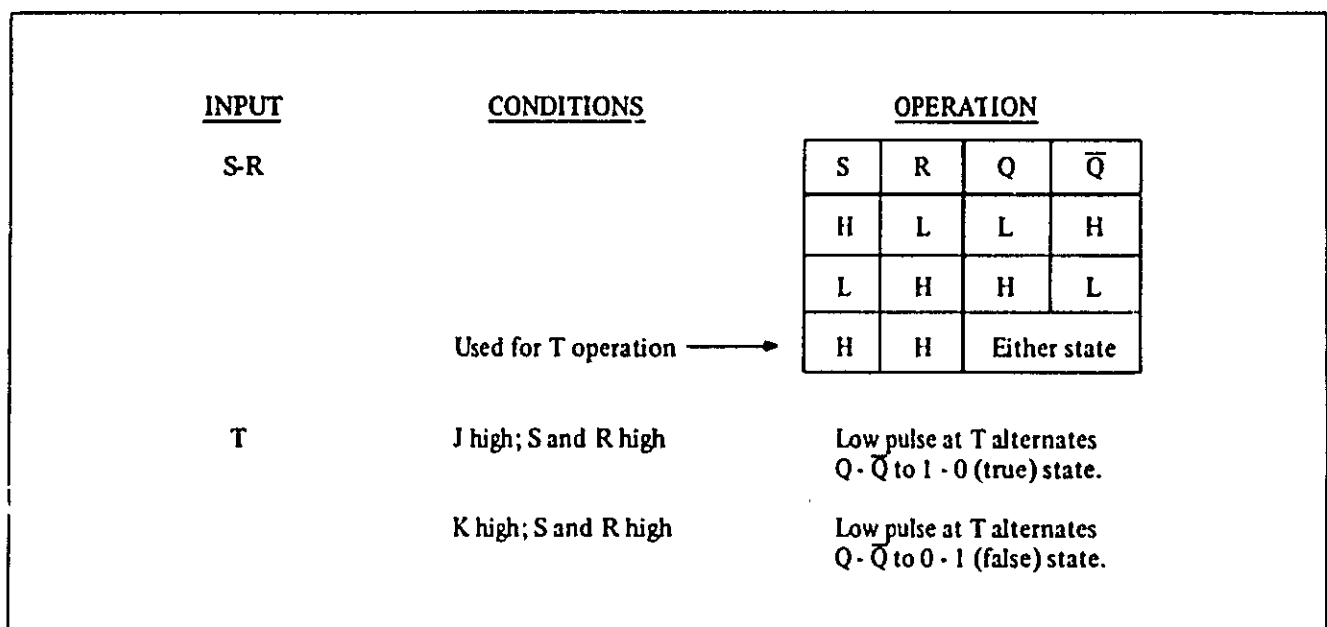 INPUT CONDITIONS OPERATION
S-R
S R Q Q̅
H L L H
L H H L
Used for T operation H H Either state
T J high; S and R high Low pulse at T alternates
Q - Q̅ to 1 - 0 (true) state.
K high; S and R high Low pulse at T alternates
Q - Q̅ to 0 - 1 (false) state.